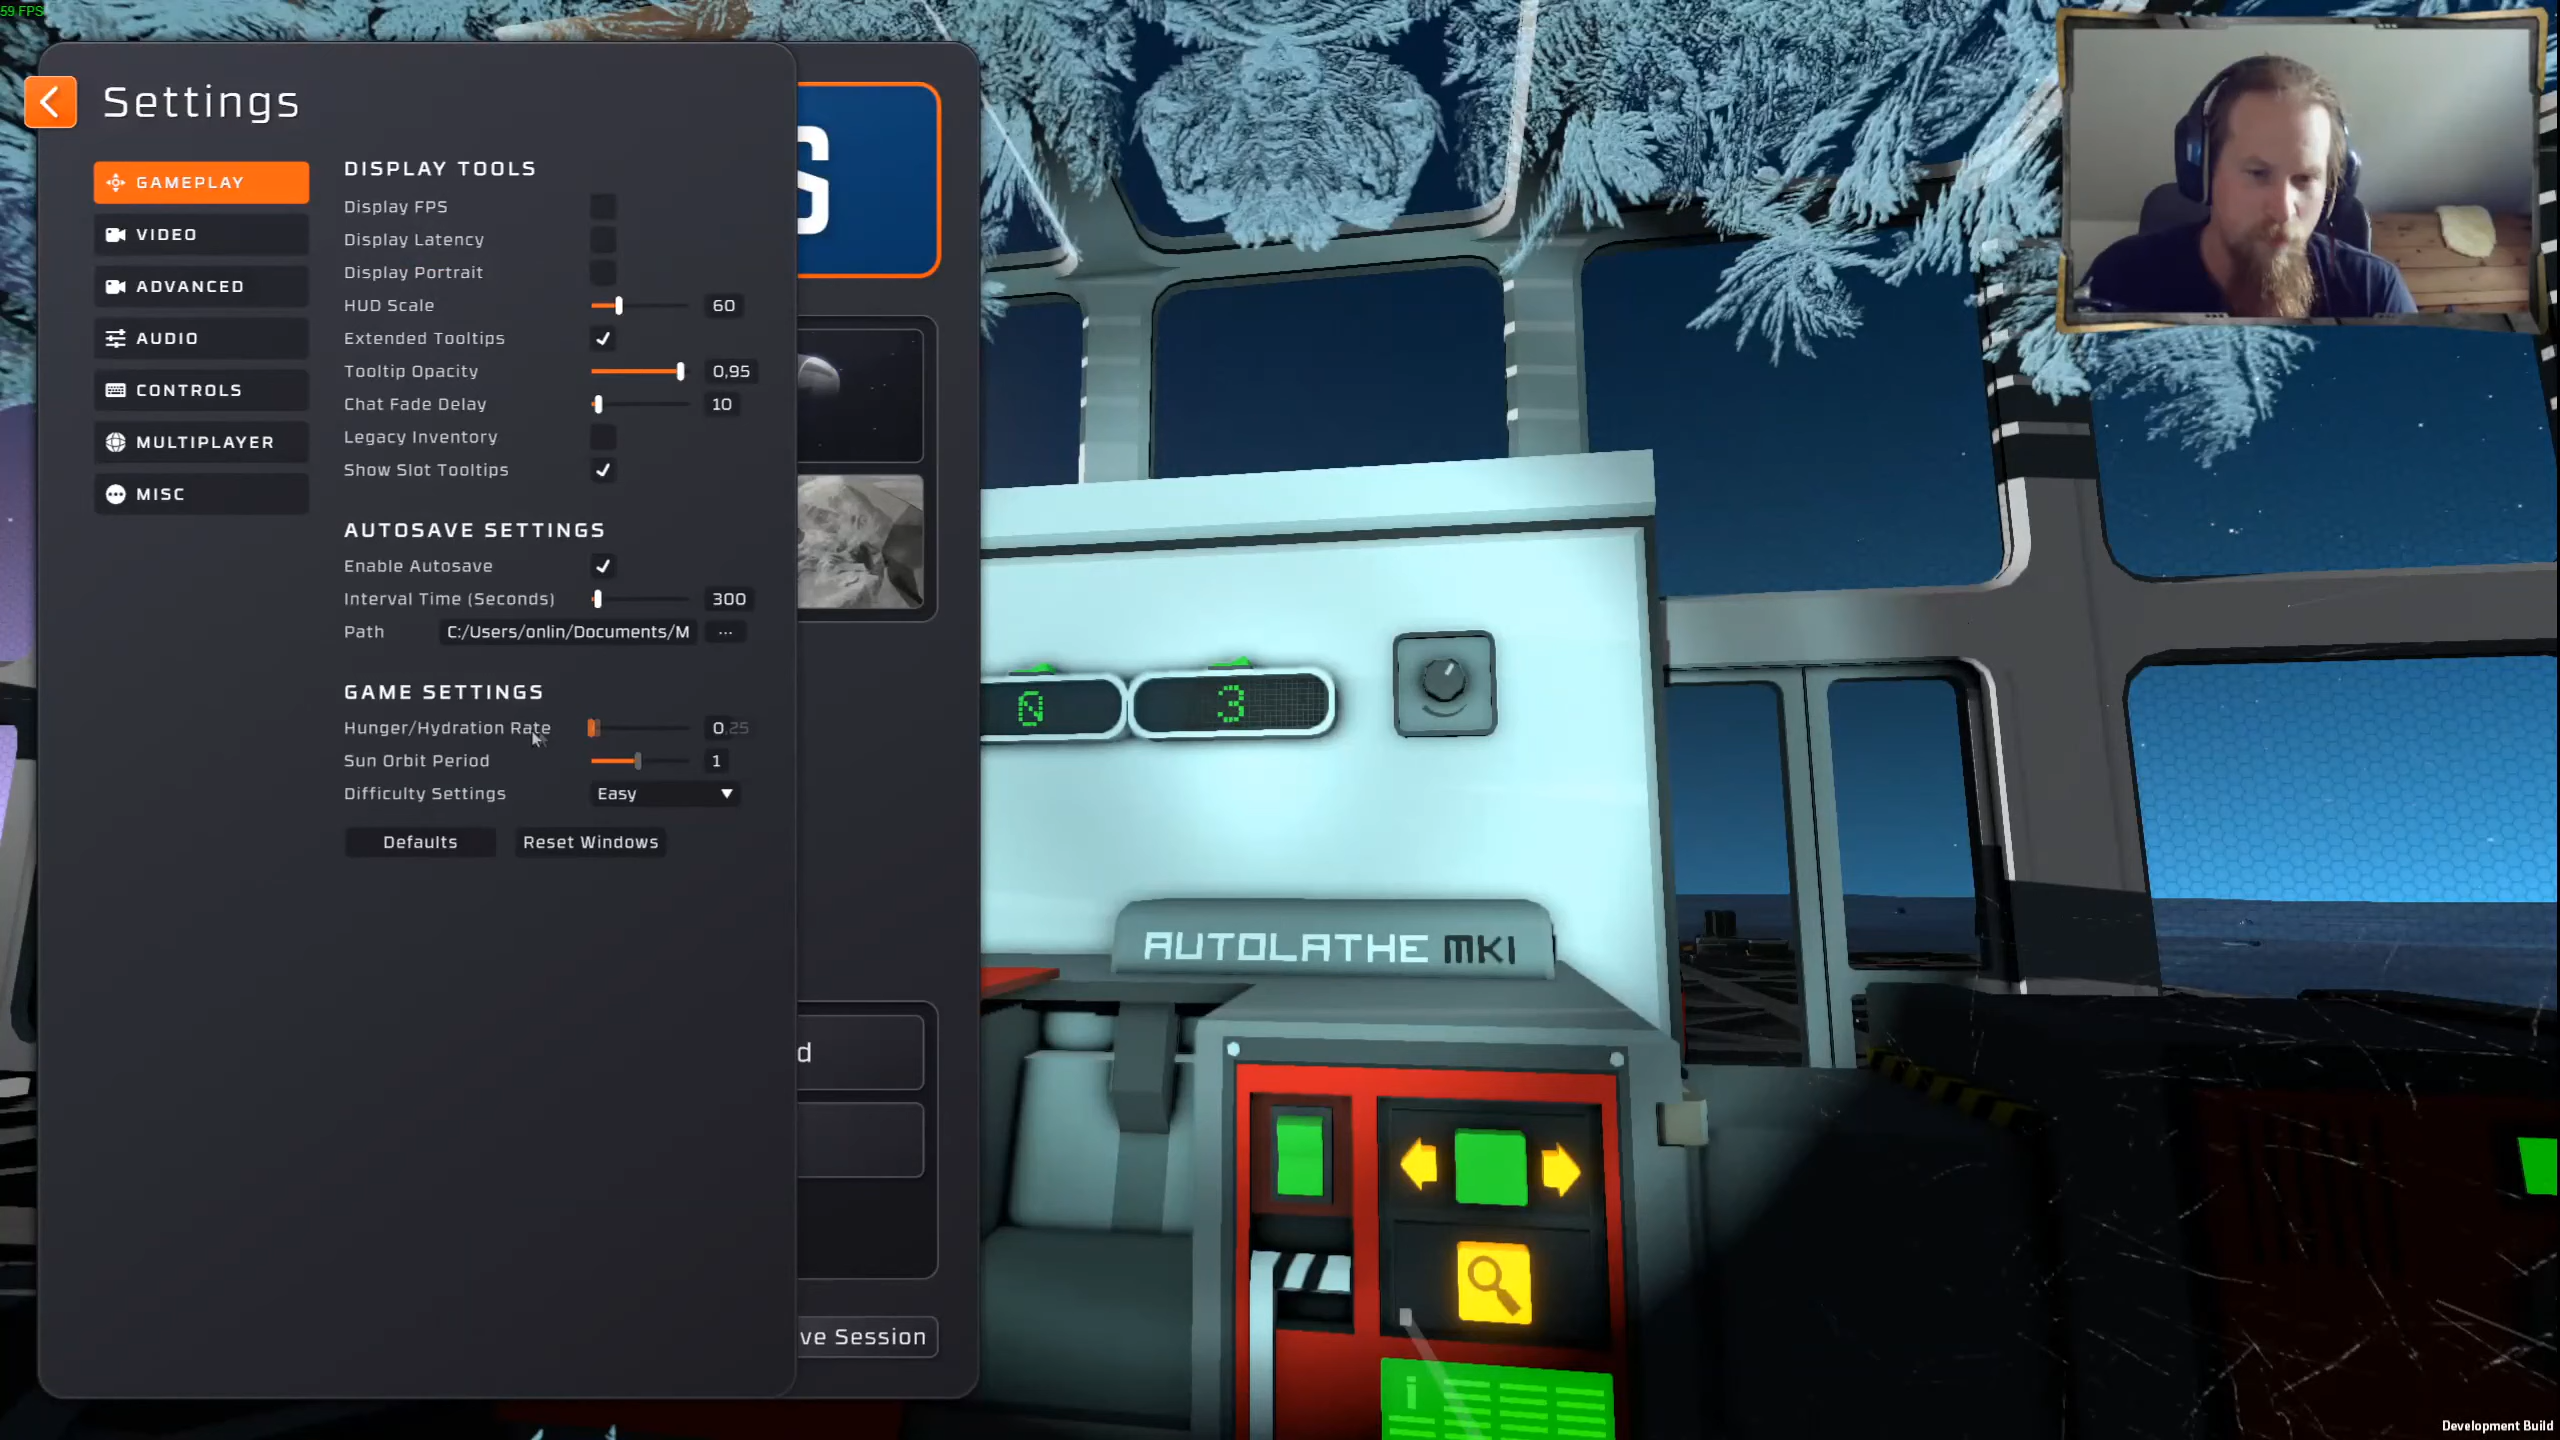 59 FPS
Settings
GAMEPLAY
VIDEO
ADVANCED
AUDIO
CONTROLS
MULTIPLAYER
MISC
DISPLAY TOOLS
Display FPS
Display Latency
Display Portrait
HUD Scale 60
Extended Tooltips
Tooltip Opacity 0,95
Chat Fade Delay 10
Legacy Inventory
Show Slot Tooltips
AUTOSAVE SETTINGS
Enable Autosave
Interval Time (Seconds) 300
Path C:/Users/onlin/Documents/M ...
GAME SETTINGS
Hunger/Hydration Rate 0,25
Sun Orbit Period 1
Difficulty Settings Easy
Defaults Reset Windows
S
d
ve Session
0 3
AUTOLATHE MK1
i
Development Build